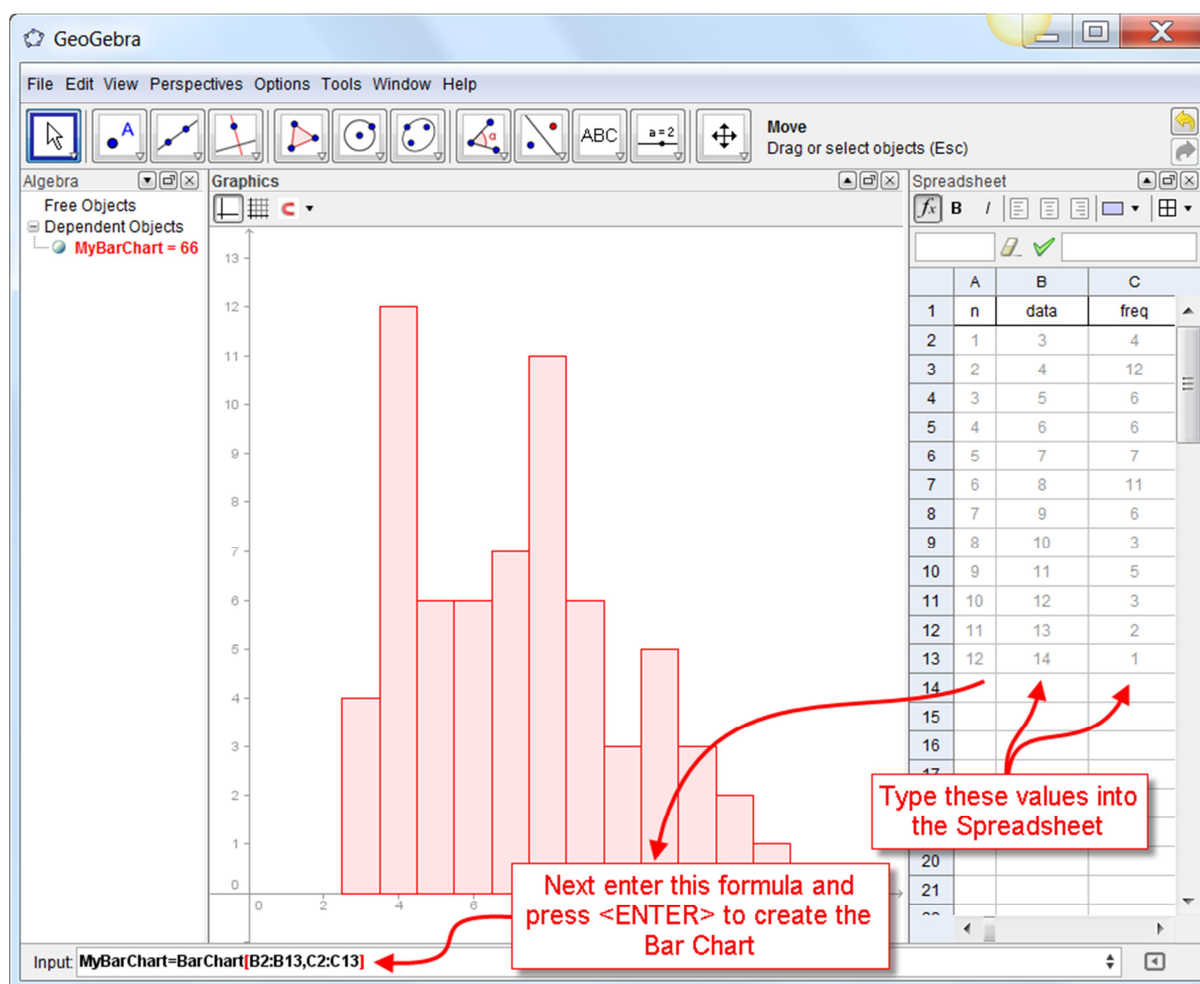 GeoGebra
File Edit View Perspectives Options Tools Window Help
A
α
ABC
a = 2
Move
Drag or select objects (Esc)
Algebra
Graphics
Spreadsheet
Free Objects
Dependent Objects
MyBarChart = 66
fx B I
A B C
1 n data freq
2 1 3 4
3 2 4 12
4 3 5 6
5 4 6 6
6 5 7 7
7 6 8 11
8 7 9 6
9 8 10 3
10 9 11 5
11 10 12 3
12 11 13 2
13 12 14 1
14
15
16
17
20
21
13
12
11
10
9
8
7
6
5
4
3
2
1
0
0 2 4 6
Type these values into
the Spreadsheet
Next enter this formula and
press <ENTER> to create the
Bar Chart
Input: MyBarChart=BarChart[B2:B13,C2:C13]